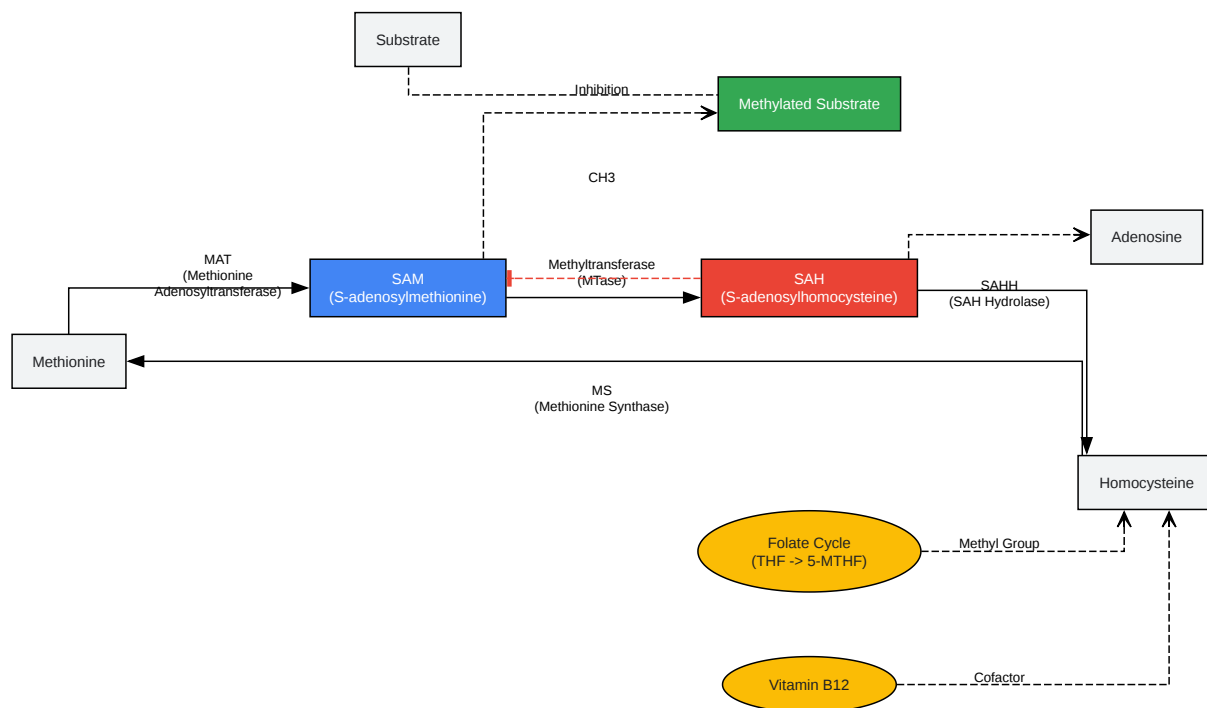 Substrate
Inhibition
Methylated Substrate
CH3
Adenosine
MAT
(Methionine
Adenosyltransferase)
SAM
(S-adenosylmethionine)
Methyltransferase
(MTase)
SAH
(S-adenosylhomocysteine)
SAHH
(SAH Hydrolase)
Methionine
MS
(Methionine Synthase)
Homocysteine
Folate Cycle
(THF -> 5-MTHF)
Methyl Group
Vitamin B12
Cofactor